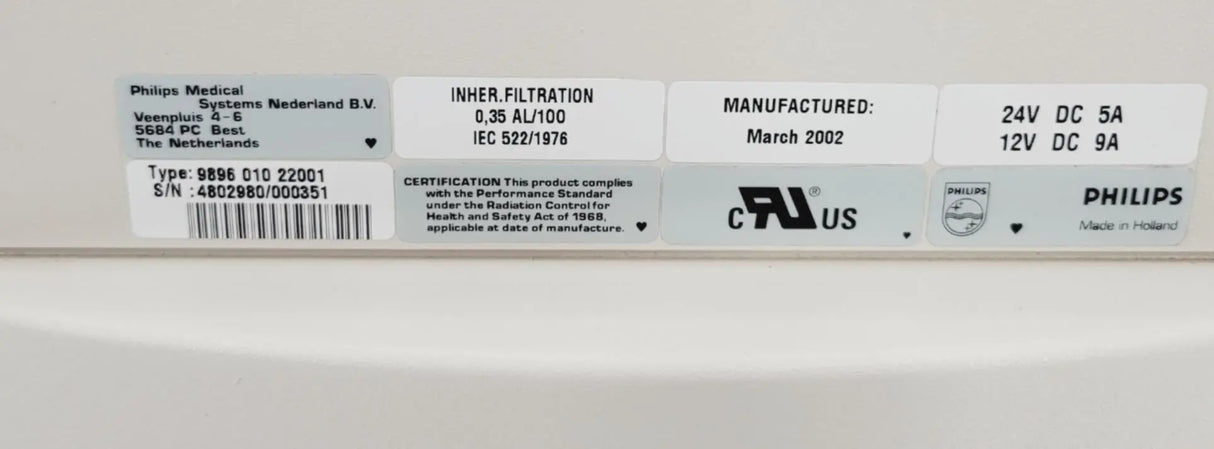 Philips Medical
Systems Nederland B.V.
Veenpluis 4-6
5684 PC Best
The Netherlands
Type: 9896 010 22001
S/N : 4802980/000351
INHER.FILTRATION
0,35 AL/100
IEC 522/1976
CERTIFICATION This product complies
with the Performance Standard
under the Radiation Control for
Health and Safety Act of 1968,
applicable at date of manufacture.
MANUFACTURED:
March 2002
c RU ® US
24V DC 5A
12V DC 9A
PHILIPS
PHILIPS
Made in Holland